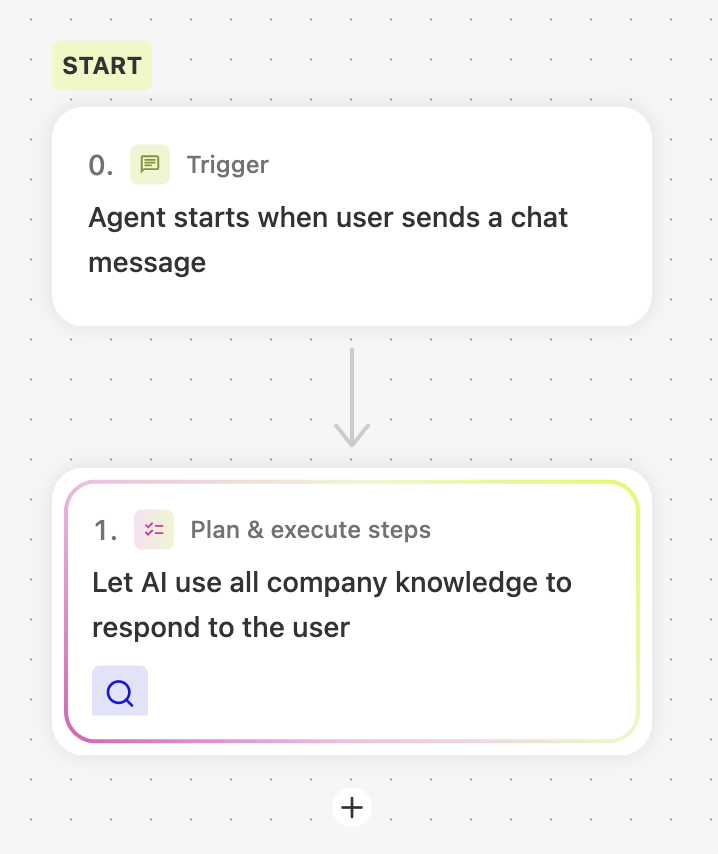 START
0. Trigger
Agent starts when user sends a chat
message
1. Plan & execute steps
Let AI use all company knowledge to
respond to the user